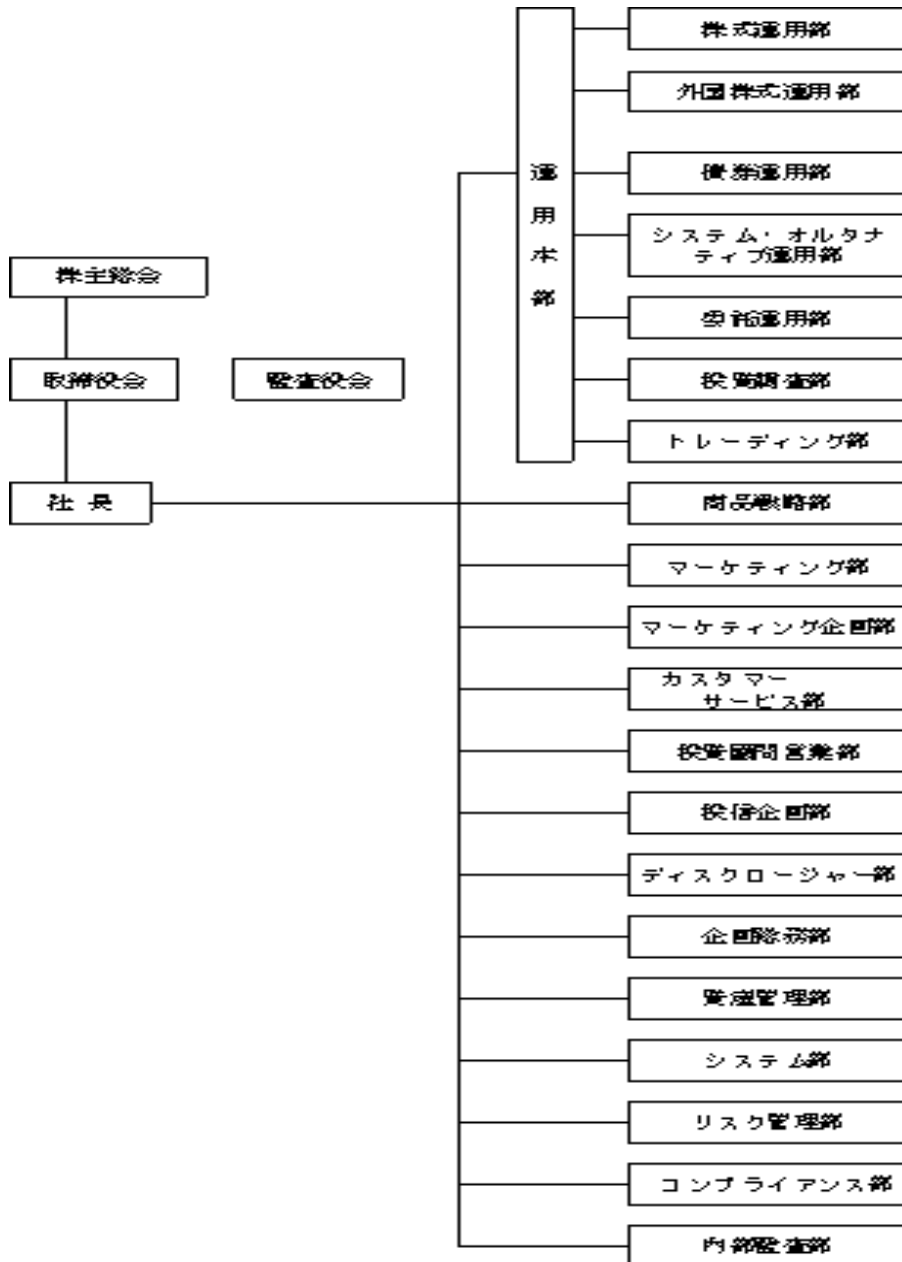 株式運用部
外国株式運用部
債券運用部
システム・オルタナ
ティブ運用部
委託運用部
投資調査部
トレーディング部
運用本部
株主総会
取締役会
監査役会
社長
商品戦略部
マーケティング部
マーケティング企画部
カスタマー
サービス部
投資顧問営業部
投信企画部
ディスクロージャー部
企画総務部
資産管理部
システム部
リスク管理部
コンプライアンス部
内部監査部